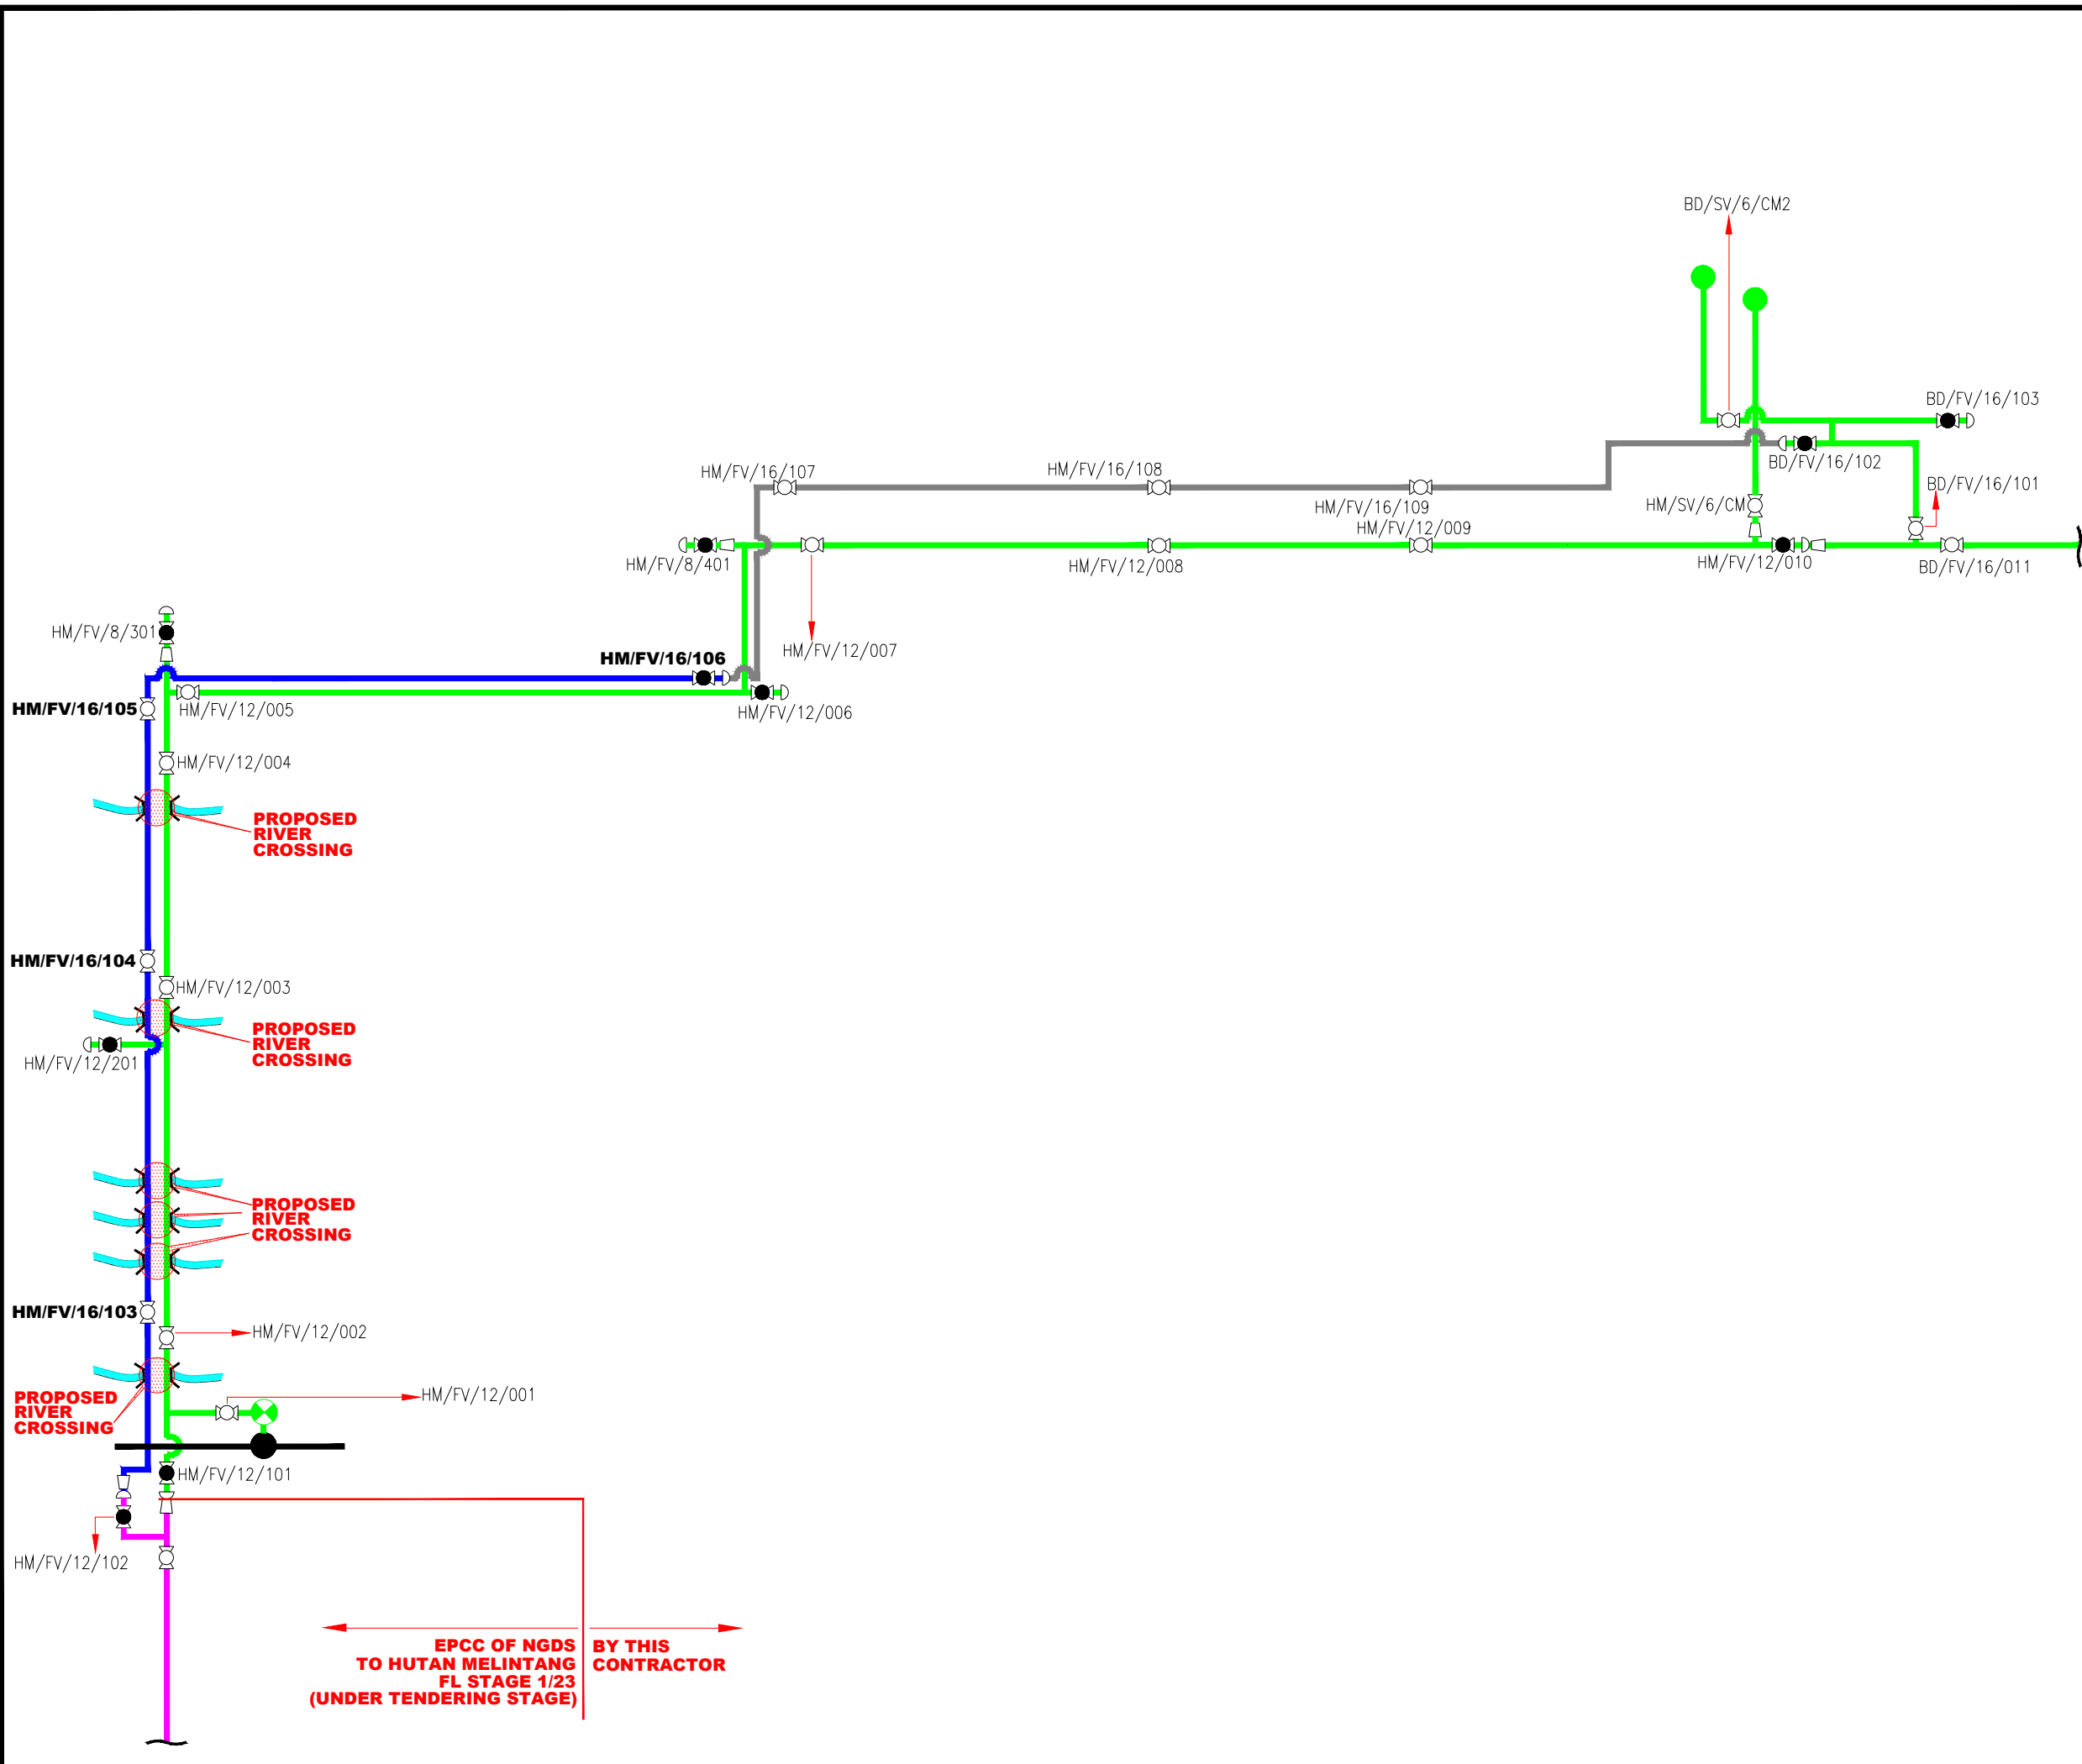 BD/SV/6/CM2
BD/FV/16/103
BD/FV/16/102
HM/FV/16/107
HM/FV/16/108
HM/FV/16/109
HM/SV/6/CM
BD/FV/16/101
HM/FV/12/009
HM/FV/8/401
HM/FV/12/008
HM/FV/12/010
BD/FV/16/011
HM/FV/8/301
HM/FV/16/106
HM/FV/12/007
HM/FV/16/105
HM/FV/12/005
HM/FV/12/006
HM/FV/12/004
PROPOSED
RIVER
CROSSING
HM/FV/16/104
HM/FV/12/003
PROPOSED
RIVER
CROSSING
HM/FV/12/201
PROPOSED
RIVER
CROSSING
HM/FV/16/103
HM/FV/12/002
PROPOSED
RIVER
CROSSING
HM/FV/12/001
HM/FV/12/101
HM/FV/12/102
EPCC OF NGDS
TO HUTAN MELINTANG
FL STAGE 1/23
(UNDER TENDERING STAGE)
BY THIS
CONTRACTOR